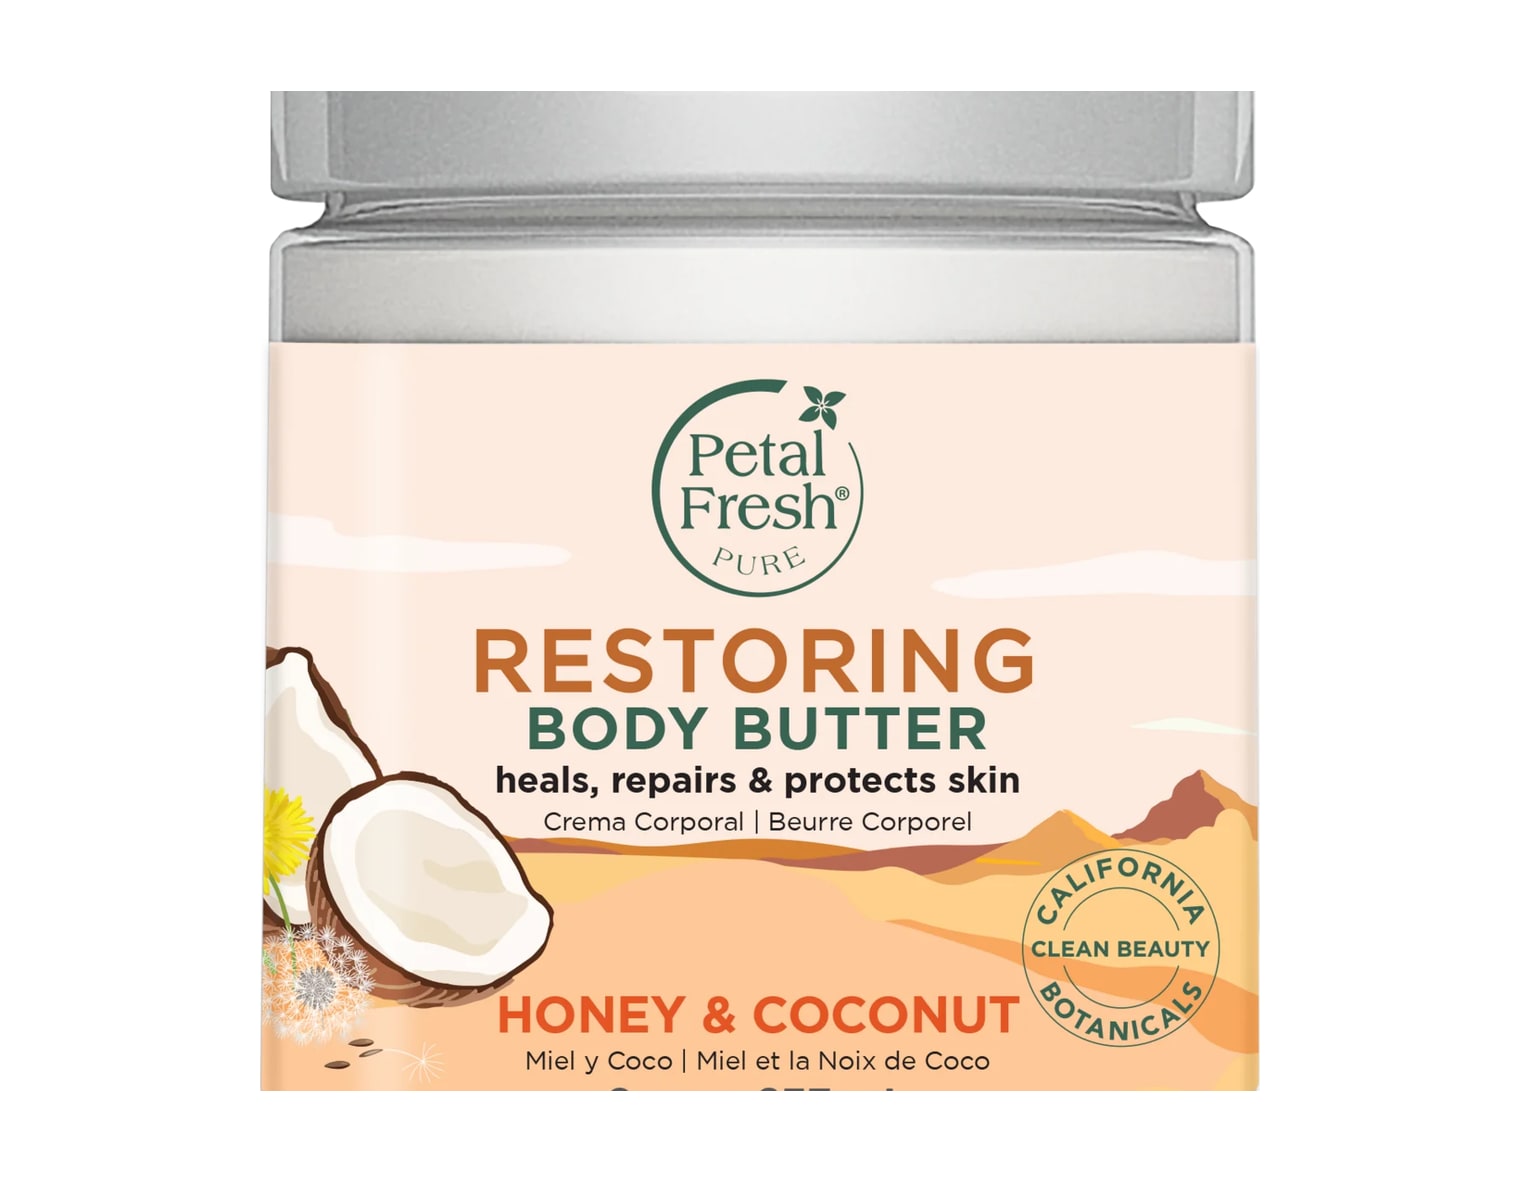 Petal
Fresh®
PURE
RESTORING
BODY BUTTER
heals, repairs & protects skin
Crema Corporal | Beurre Corporel
CALIFORNIA
CLEAN BEAUTY
BOTANICALS
HONEY & COCONUT
Miel y Coco | Miel et la Noix de Coco